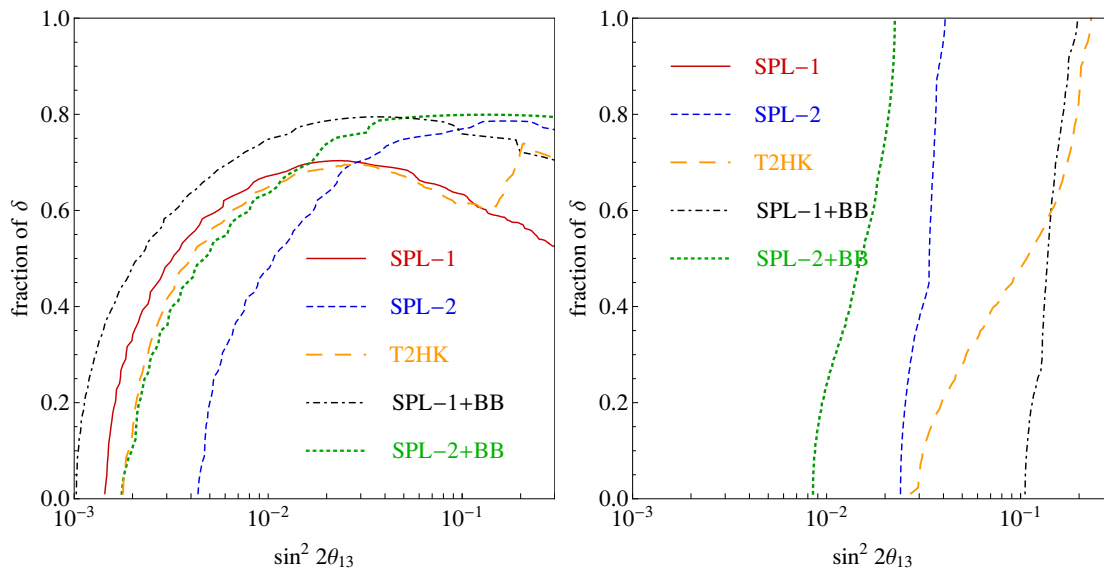 fraction of δ
1.0
0.8
0.6
0.4
0.2
0.0
SPL−1
SPL−2
T2HK
SPL−1+BB
SPL−2+BB
10⁻³
10⁻²
10⁻¹
sin² 2θ₁₃
fraction of δ
1.0
0.8
0.6
0.4
0.2
0.0
SPL−1
SPL−2
T2HK
SPL−1+BB
SPL−2+BB
10⁻³
10⁻²
10⁻¹
sin² 2θ₁₃